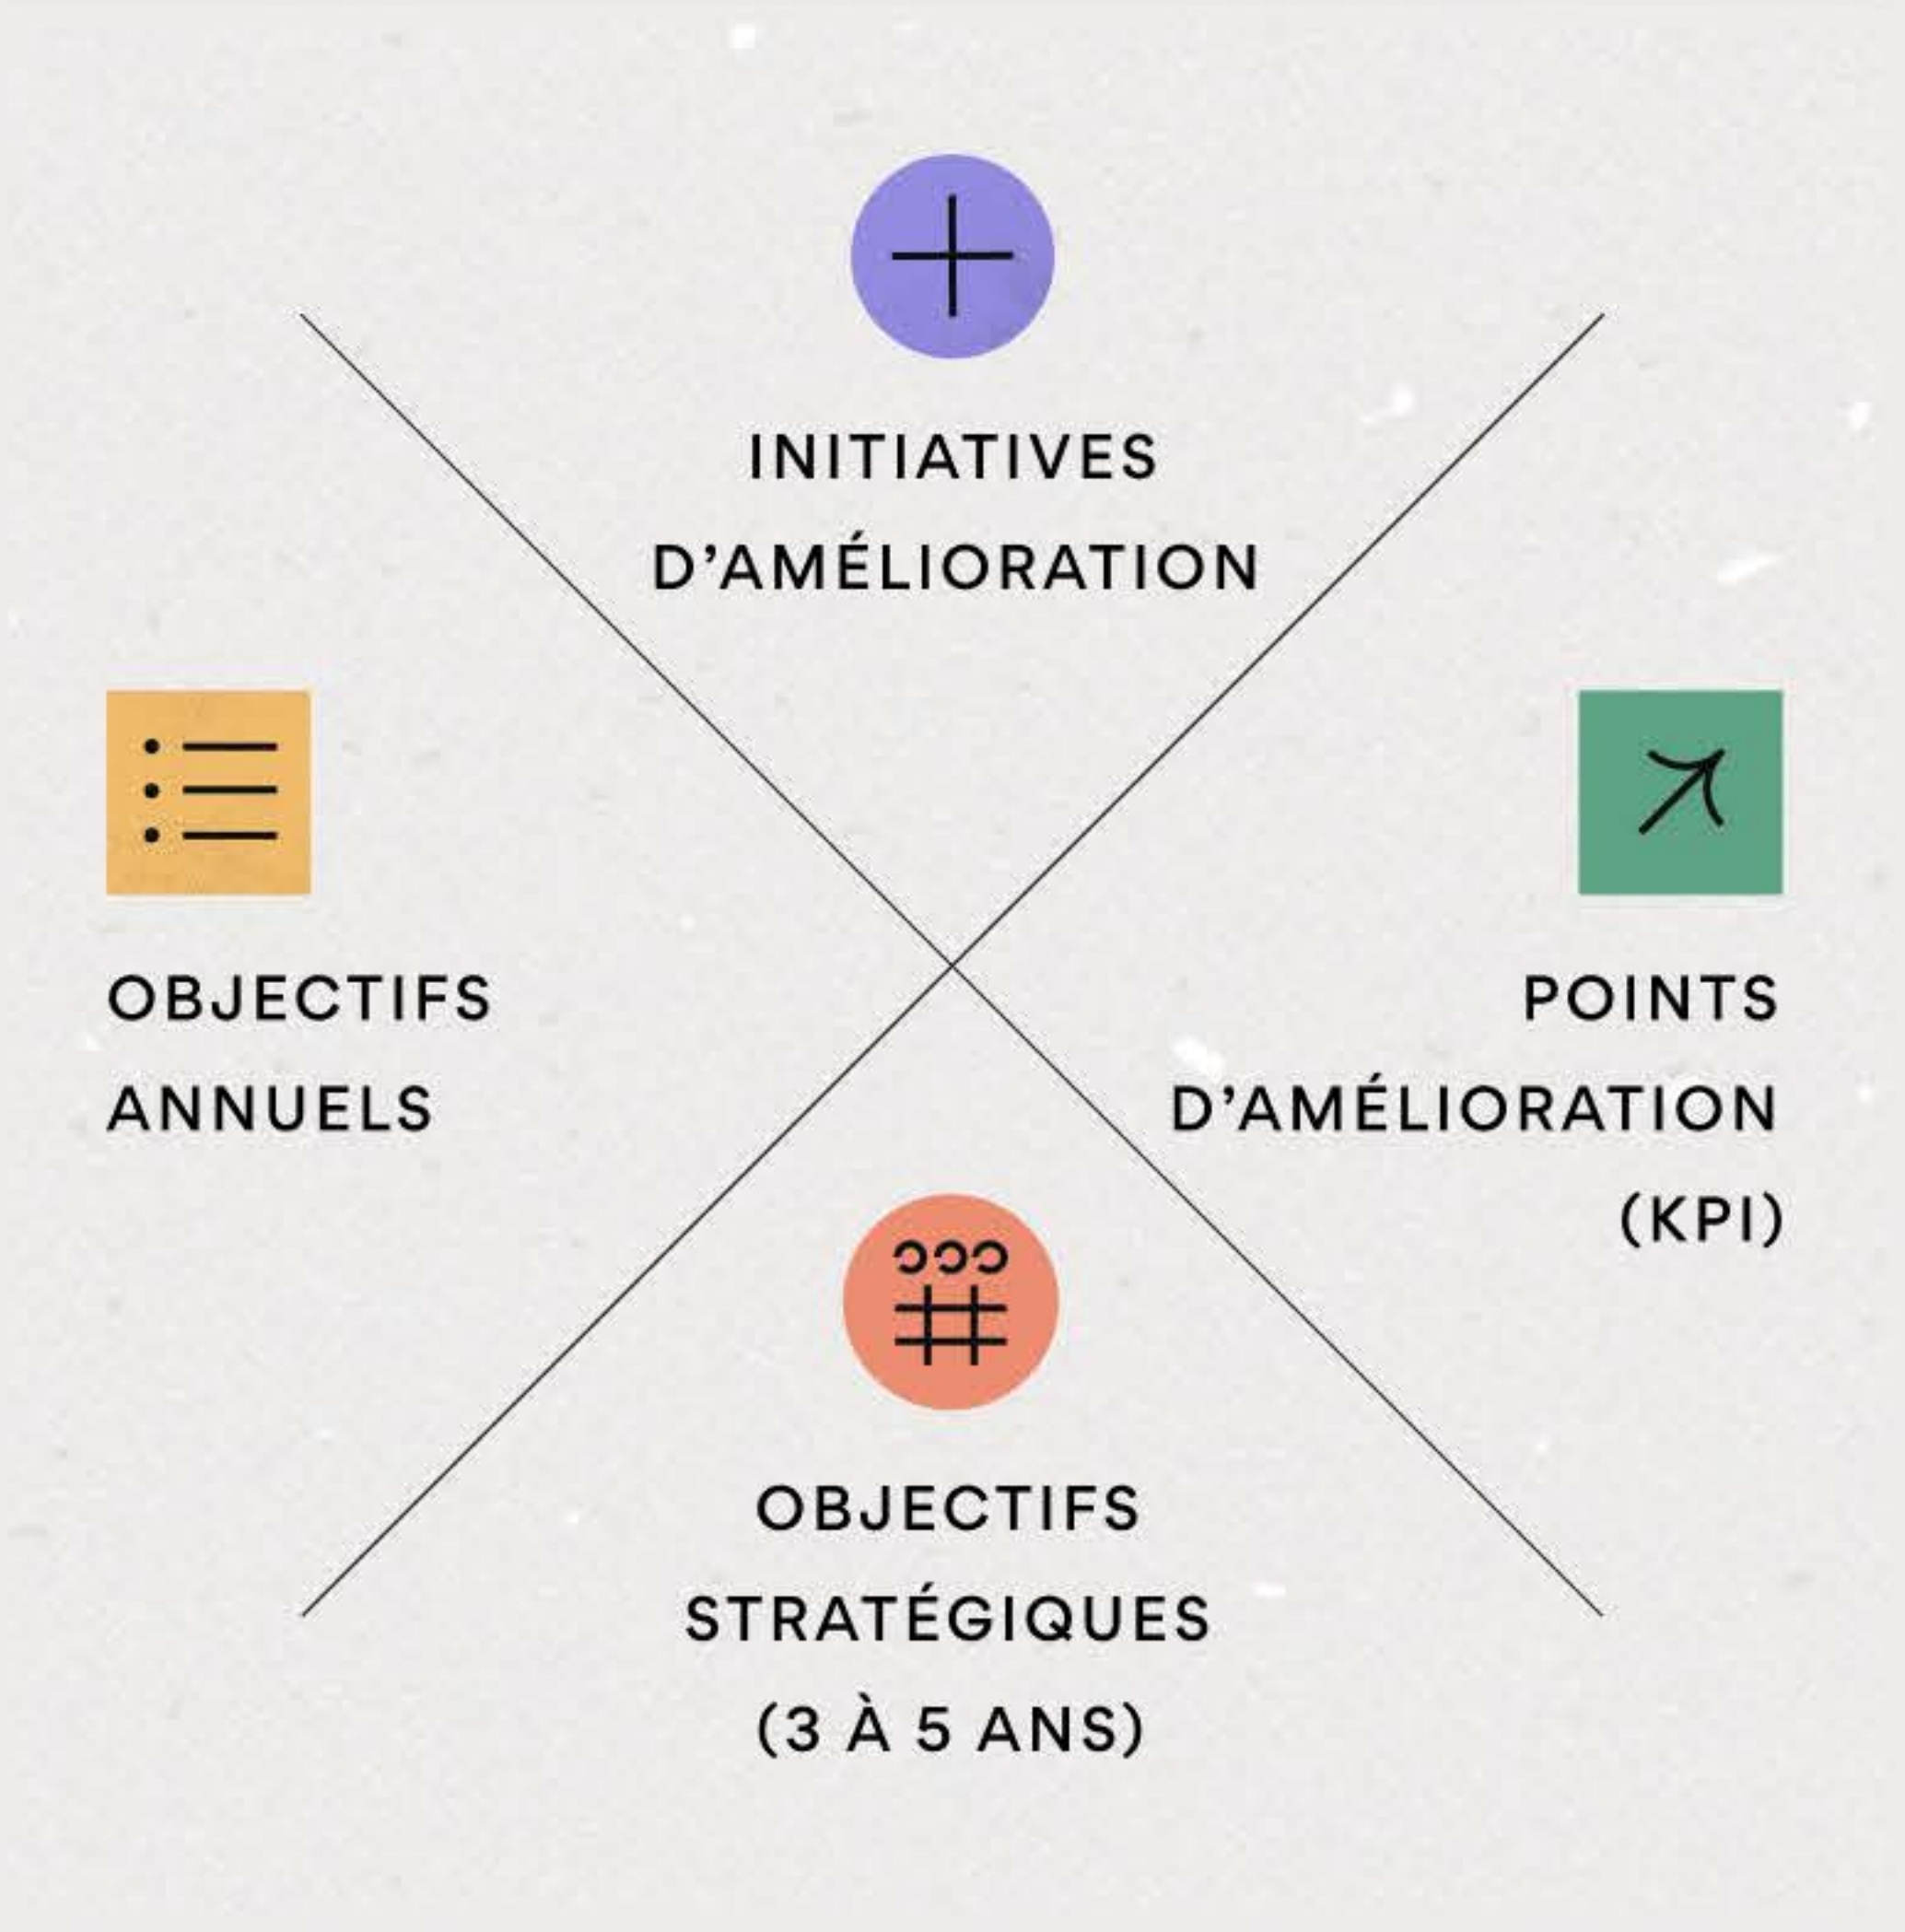 INITIATIVES
D’AMÉLIORATION
OBJECTIFS
ANNUELS
POINTS
D’AMÉLIORATION
(KPI)
OBJECTIFS
STRATÉGIQUES
(3 À 5 ANS)